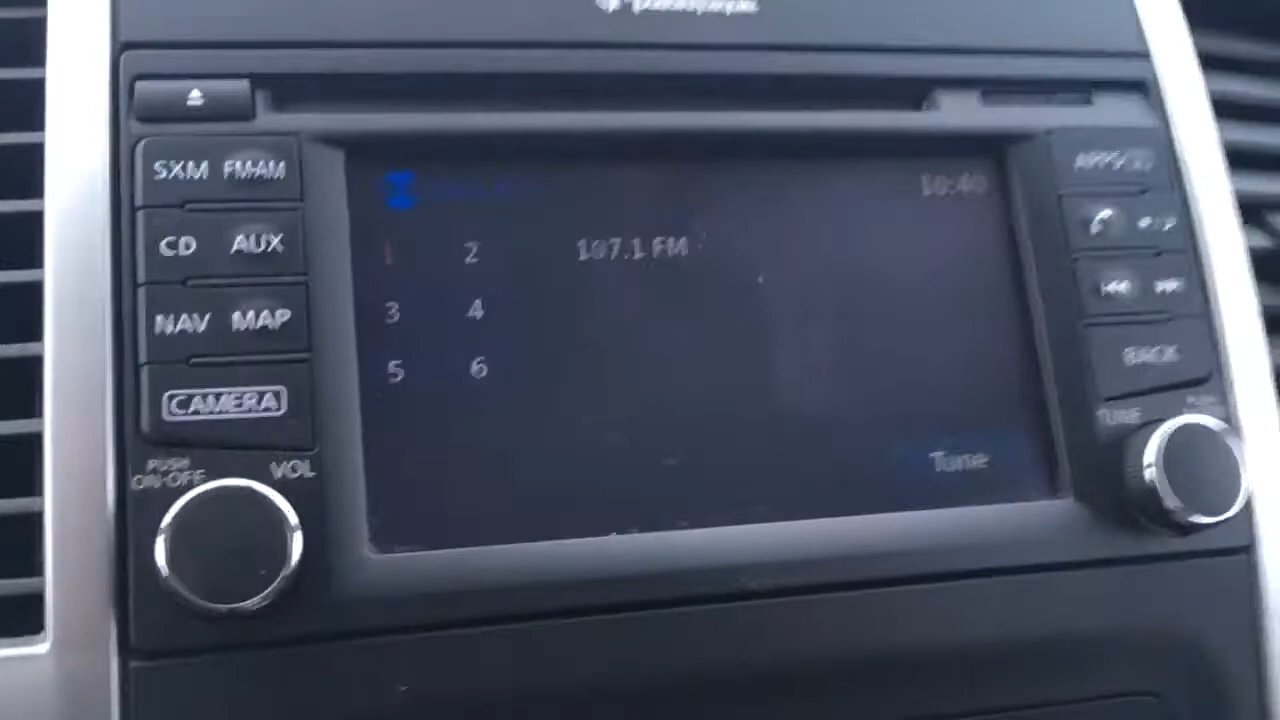 SXM FM·AM
10:40
CD AUX
1 2 107.1 FM
NAV MAP
3 4
5 6
BACK
CAMERA
TUNE
PUSH
PUSH
ON·OFF
VOL
Tune